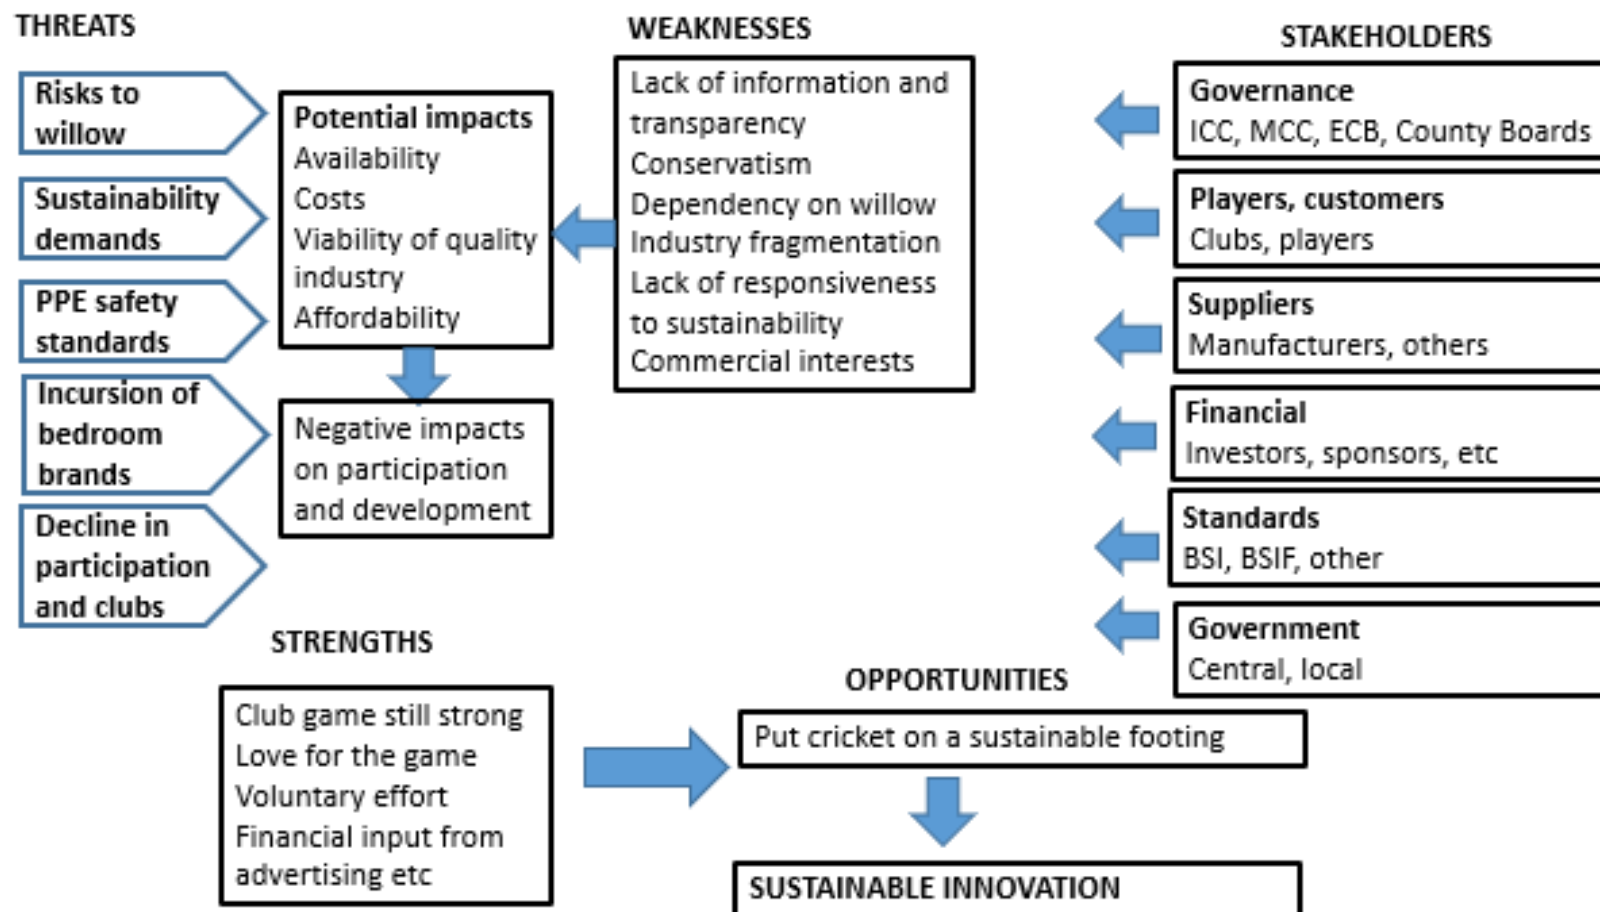 THREATS
Risks to
willow
Sustainability
demands
PPE safety
standards
Incursion of
bedroom
brands
Decline in
participation
and clubs
Potential impacts
Availability
Costs
Viability of quality
industry
Affordability
Negative impacts
on participation
and development
WEAKNESSES
Lack of information and
transparency
Conservatism
Dependency on willow
Industry fragmentation
Lack of responsiveness
to sustainability
Commercial interests
STAKEHOLDERS
Governance
ICC, MCC, ECB, County Boards
Players, customers
Clubs, players
Suppliers
Manufacturers, others
Financial
Investors, sponsors, etc
Standards
BSI, BSIF, other
Government
Central, local
STRENGTHS
Club game still strong
Love for the game
Voluntary effort
Financial input from
advertising etc
OPPORTUNITIES
Put cricket on a sustainable footing
SUSTAINABLE INNOVATION